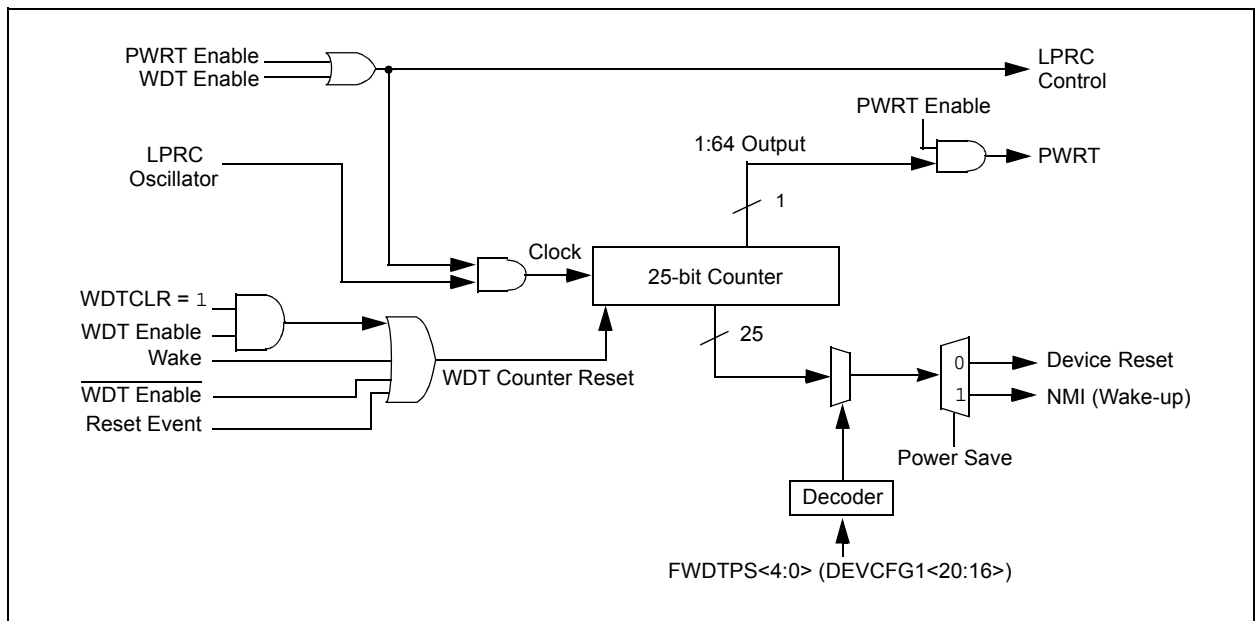 PWRT Enable
WDT Enable
LPRC
Control
PWRT Enable
1:64 Output
PWRT
LPRC
Oscillator
1
Clock
25-bit Counter
WDTCLR = 1
WDT Enable
Wake
WDT Enable
Reset Event
WDT Counter Reset
25
0
1
Device Reset
NMI (Wake-up)
Power Save
Decoder
FWDTPS<4:0> (DEVCFG1<20:16>)